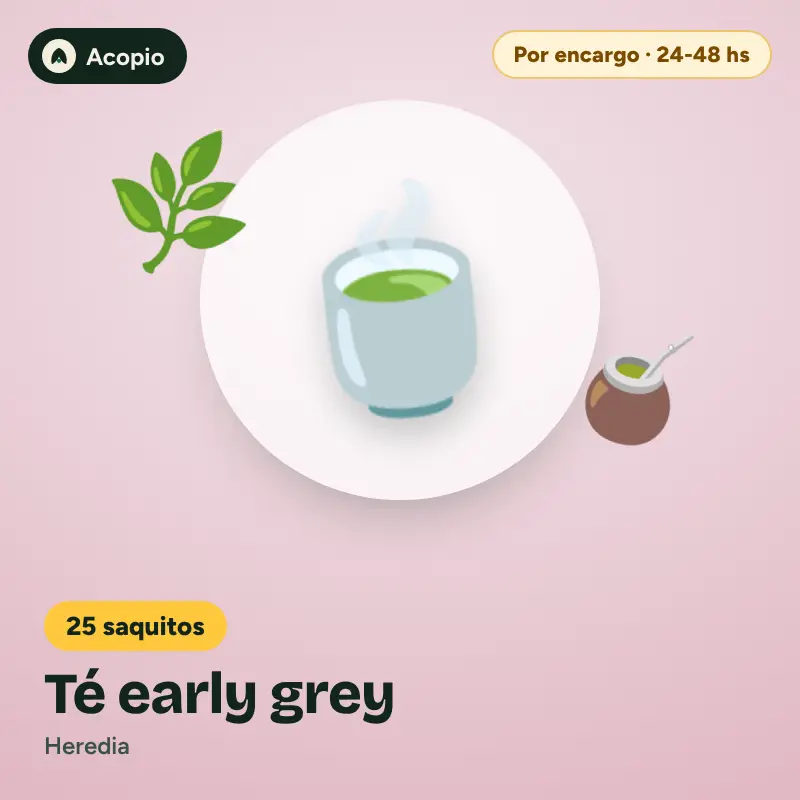 Acopio
Por encargo · 24-48 hs
25 saquitos
Té early grey
Heredia